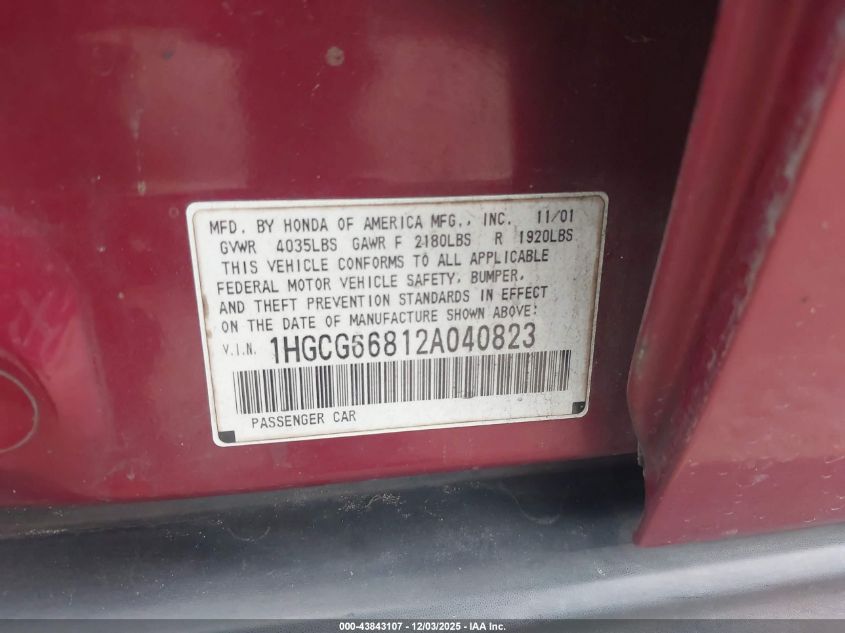 MFD. BY HONDA OF AMERICA MFG., INC. 11/01
GVWR 4035LBS GAWR F 2180LBS R 1920LBS
THIS VEHICLE CONFORMS TO ALL APPLICABLE
FEDERAL MOTOR VEHICLE SAFETY, BUMPER,
AND THEFT PREVENTION STANDARDS IN EFFECT
ON THE DATE OF MANUFACTURE SHOWN ABOVE:
V.I.N. 1HGCG66812A040823
PASSENGER CAR
000-43843107 - 12/03/2025 - IAA Inc.